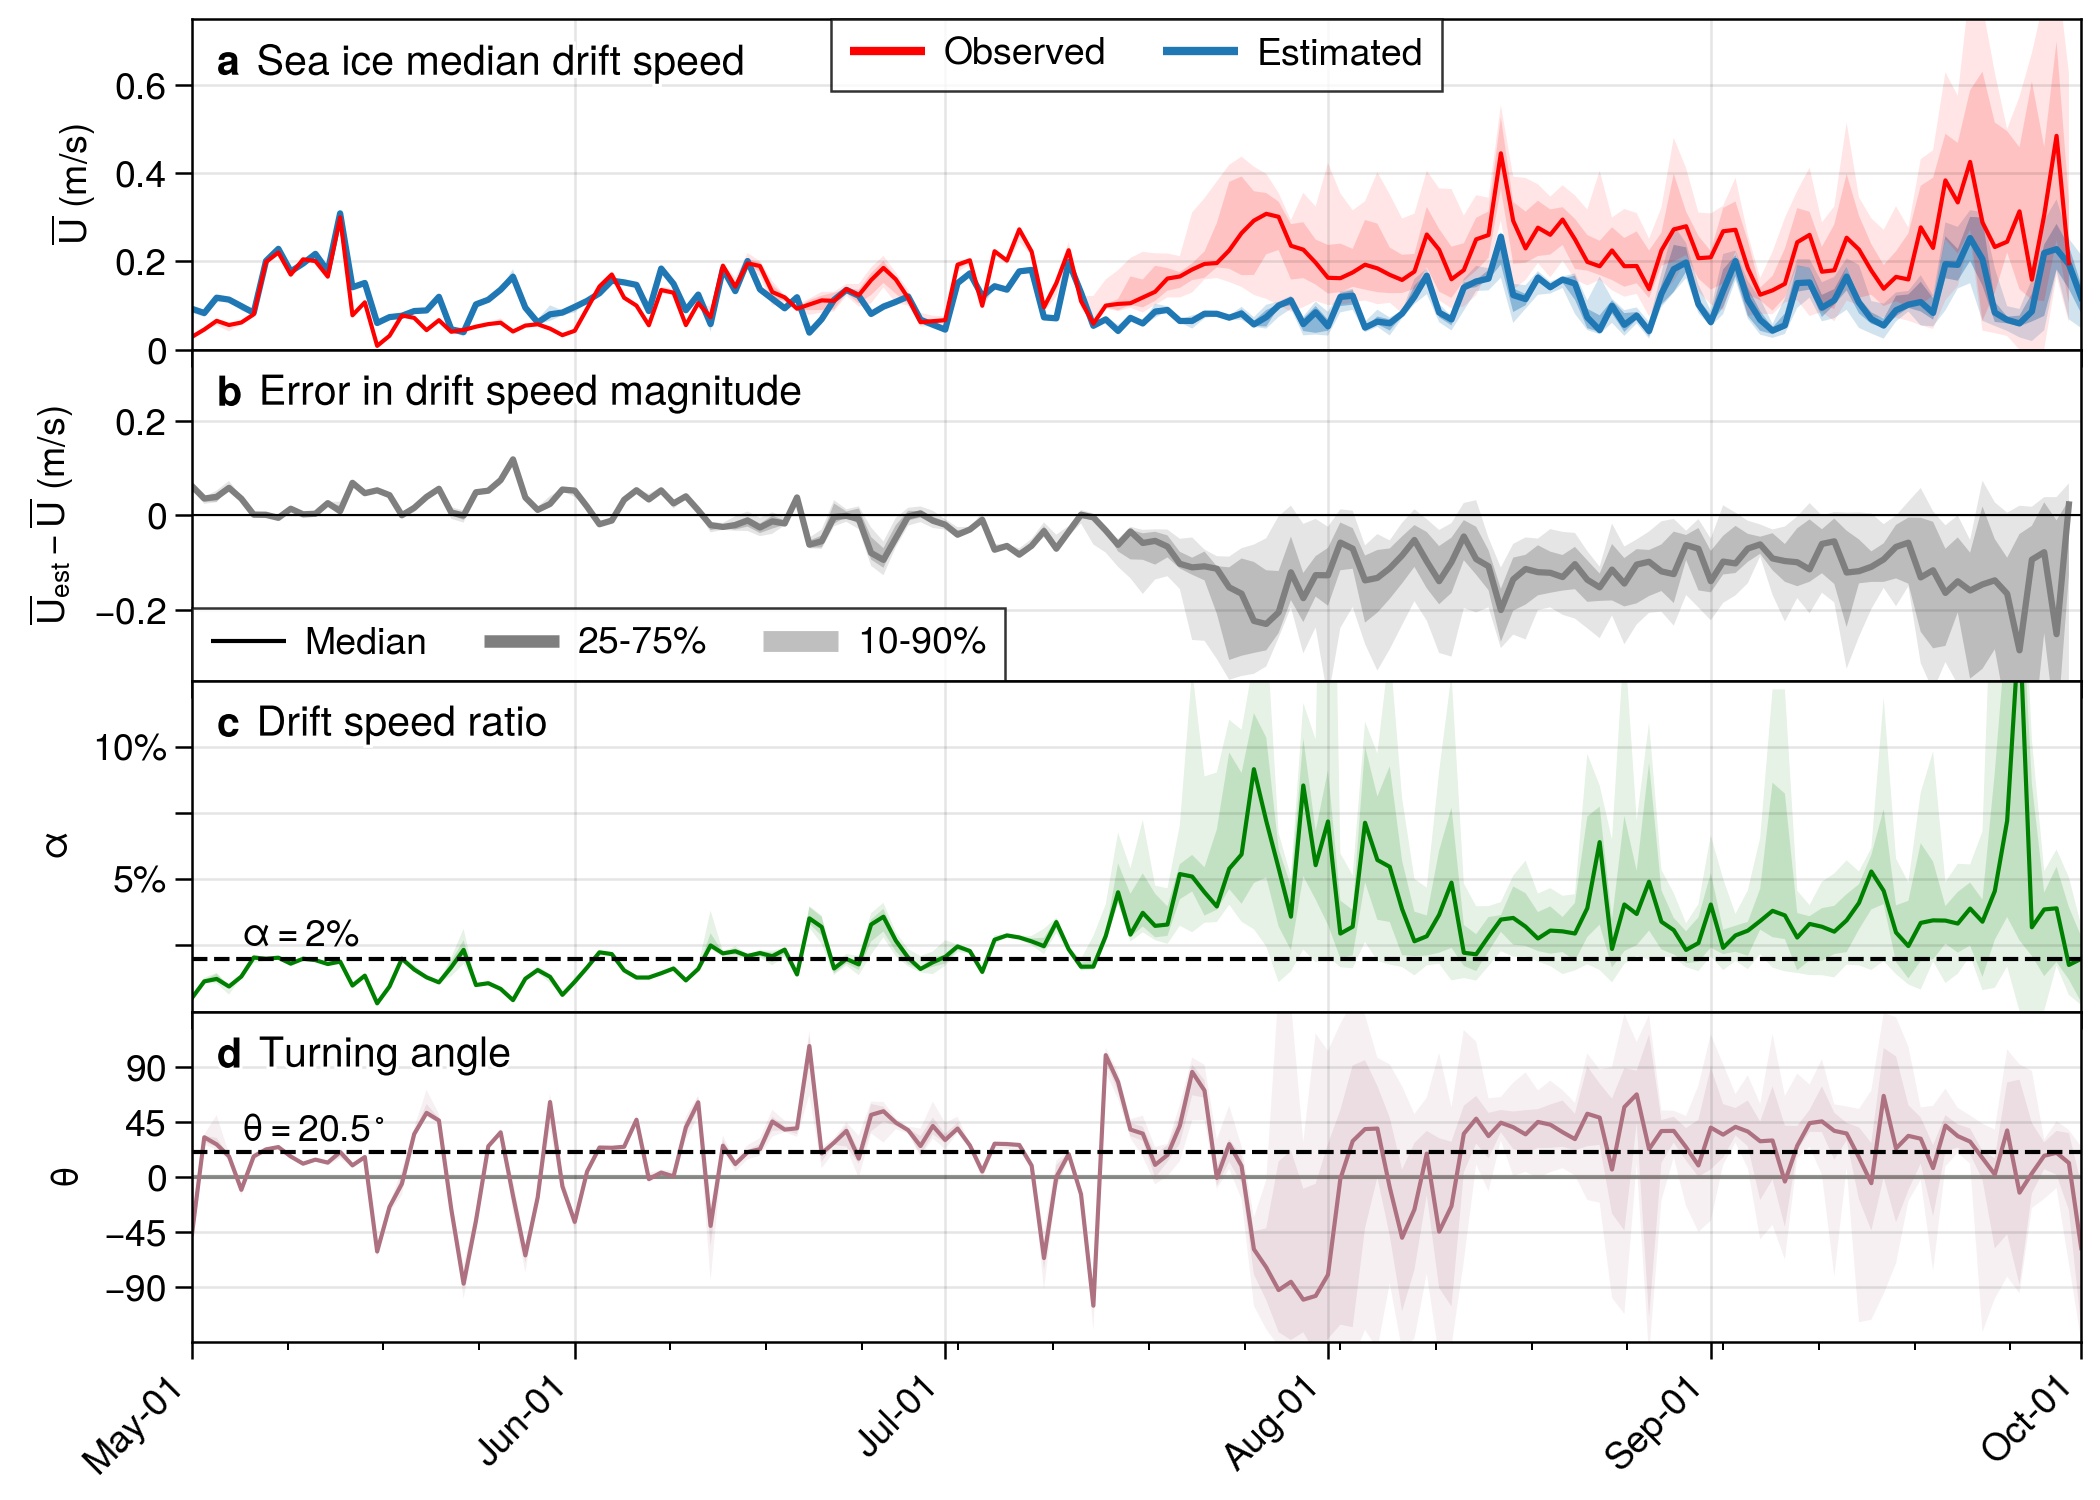 a Sea ice median drift speed
Observed
Estimated
U (m/s)
0.6
0.4
0.2
0
b Error in drift speed magnitude
Uest − U (m/s)
0.2
0
−0.2
Median
25-75%
10-90%
c Drift speed ratio
α
10%
5%
α = 2%
d Turning angle
θ
90
45
0
−45
−90
θ = 20.5°
May-01
Jun-01
Jul-01
Aug-01
Sep-01
Oct-01